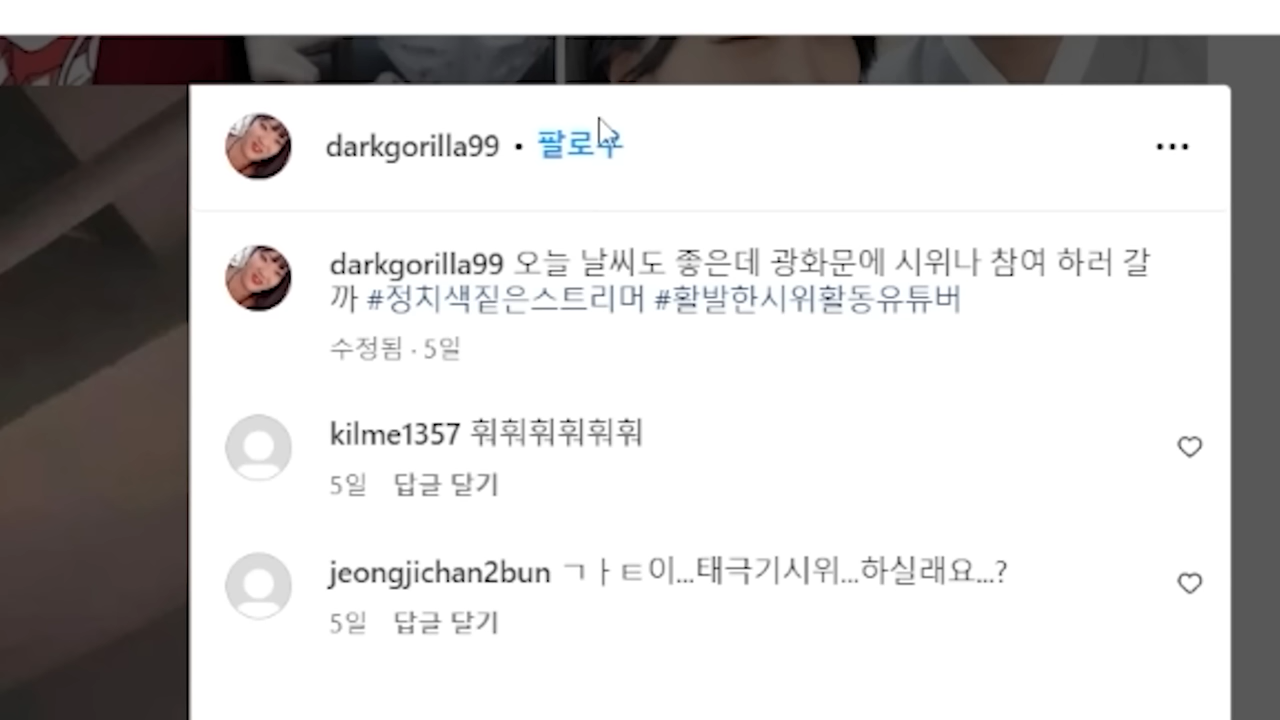 darkgorilla99 • 팔로우
darkgorilla99 오늘 날씨도 좋은데 광화문에 시위나 참여 하러 갈
까 #정치색짙은스트리머 #활발한시위활동유튜버
수정됨 · 5일
kilme1357 훠훠훠훠훠훠
5일 답글 달기
jeongjichan2bun ㄱㅏㅌ이...태극기시위...하실래요...?
5일 답글 달기